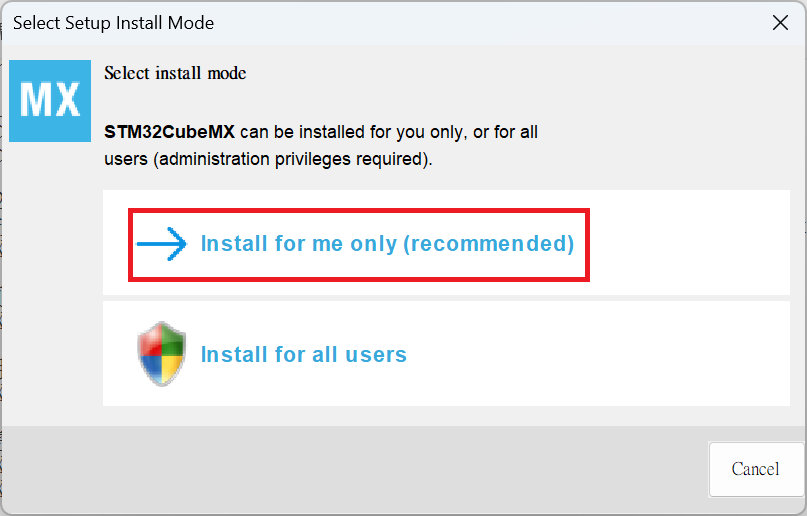 Select Setup Install Mode
MX
Select install mode
STM32CubeMX can be installed for you only, or for all
users (administration privileges required).
Install for me only (recommended)
Install for all users
Cancel